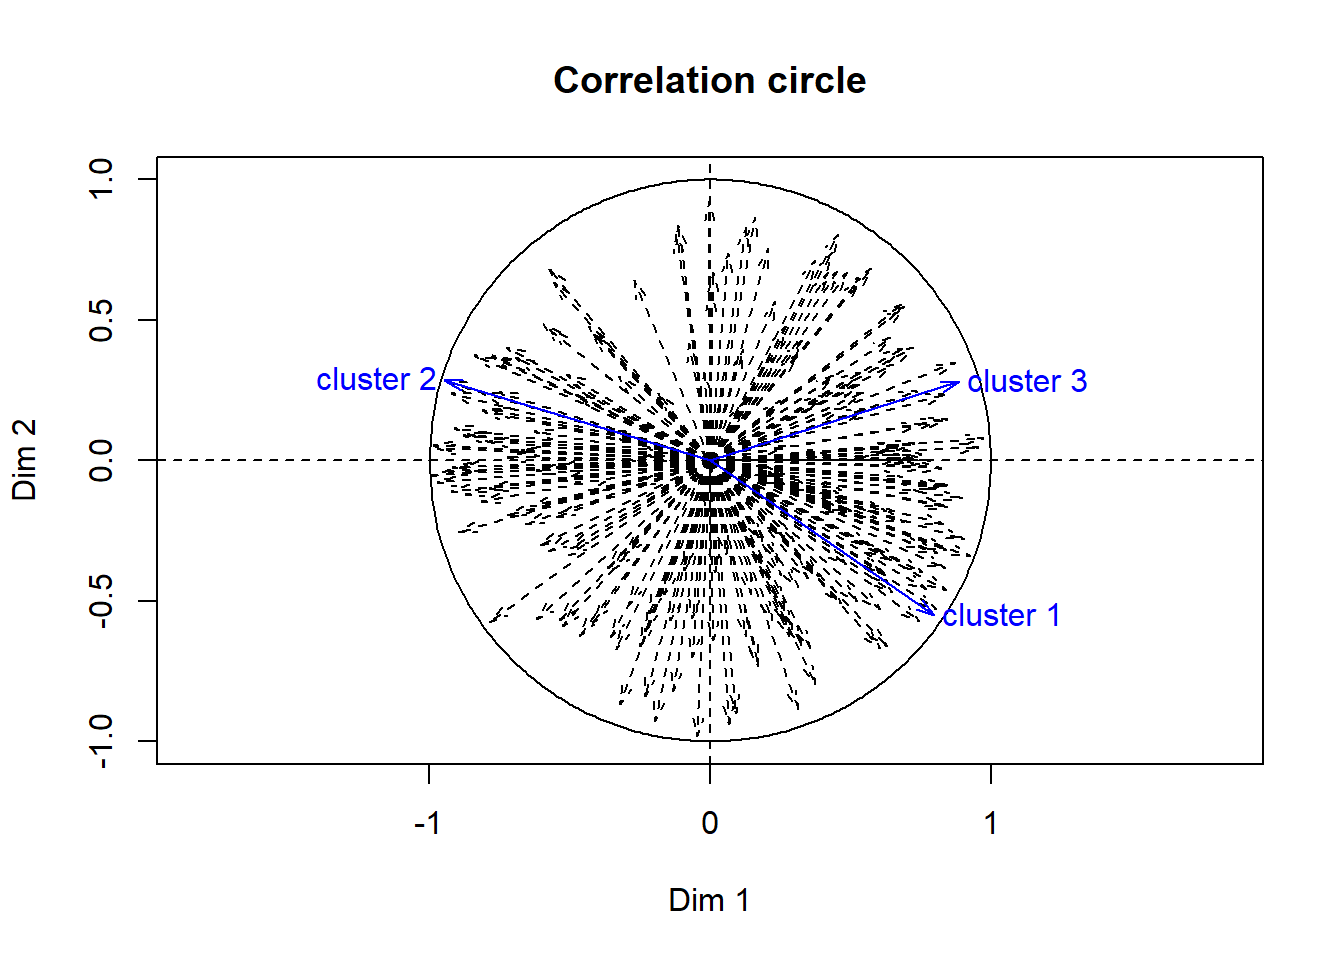 Correlation circle
Dim 2
1.0
0.5
0.0
-0.5
-1.0
cluster 2
cluster 3
cluster 1
-1
0
1
Dim 1